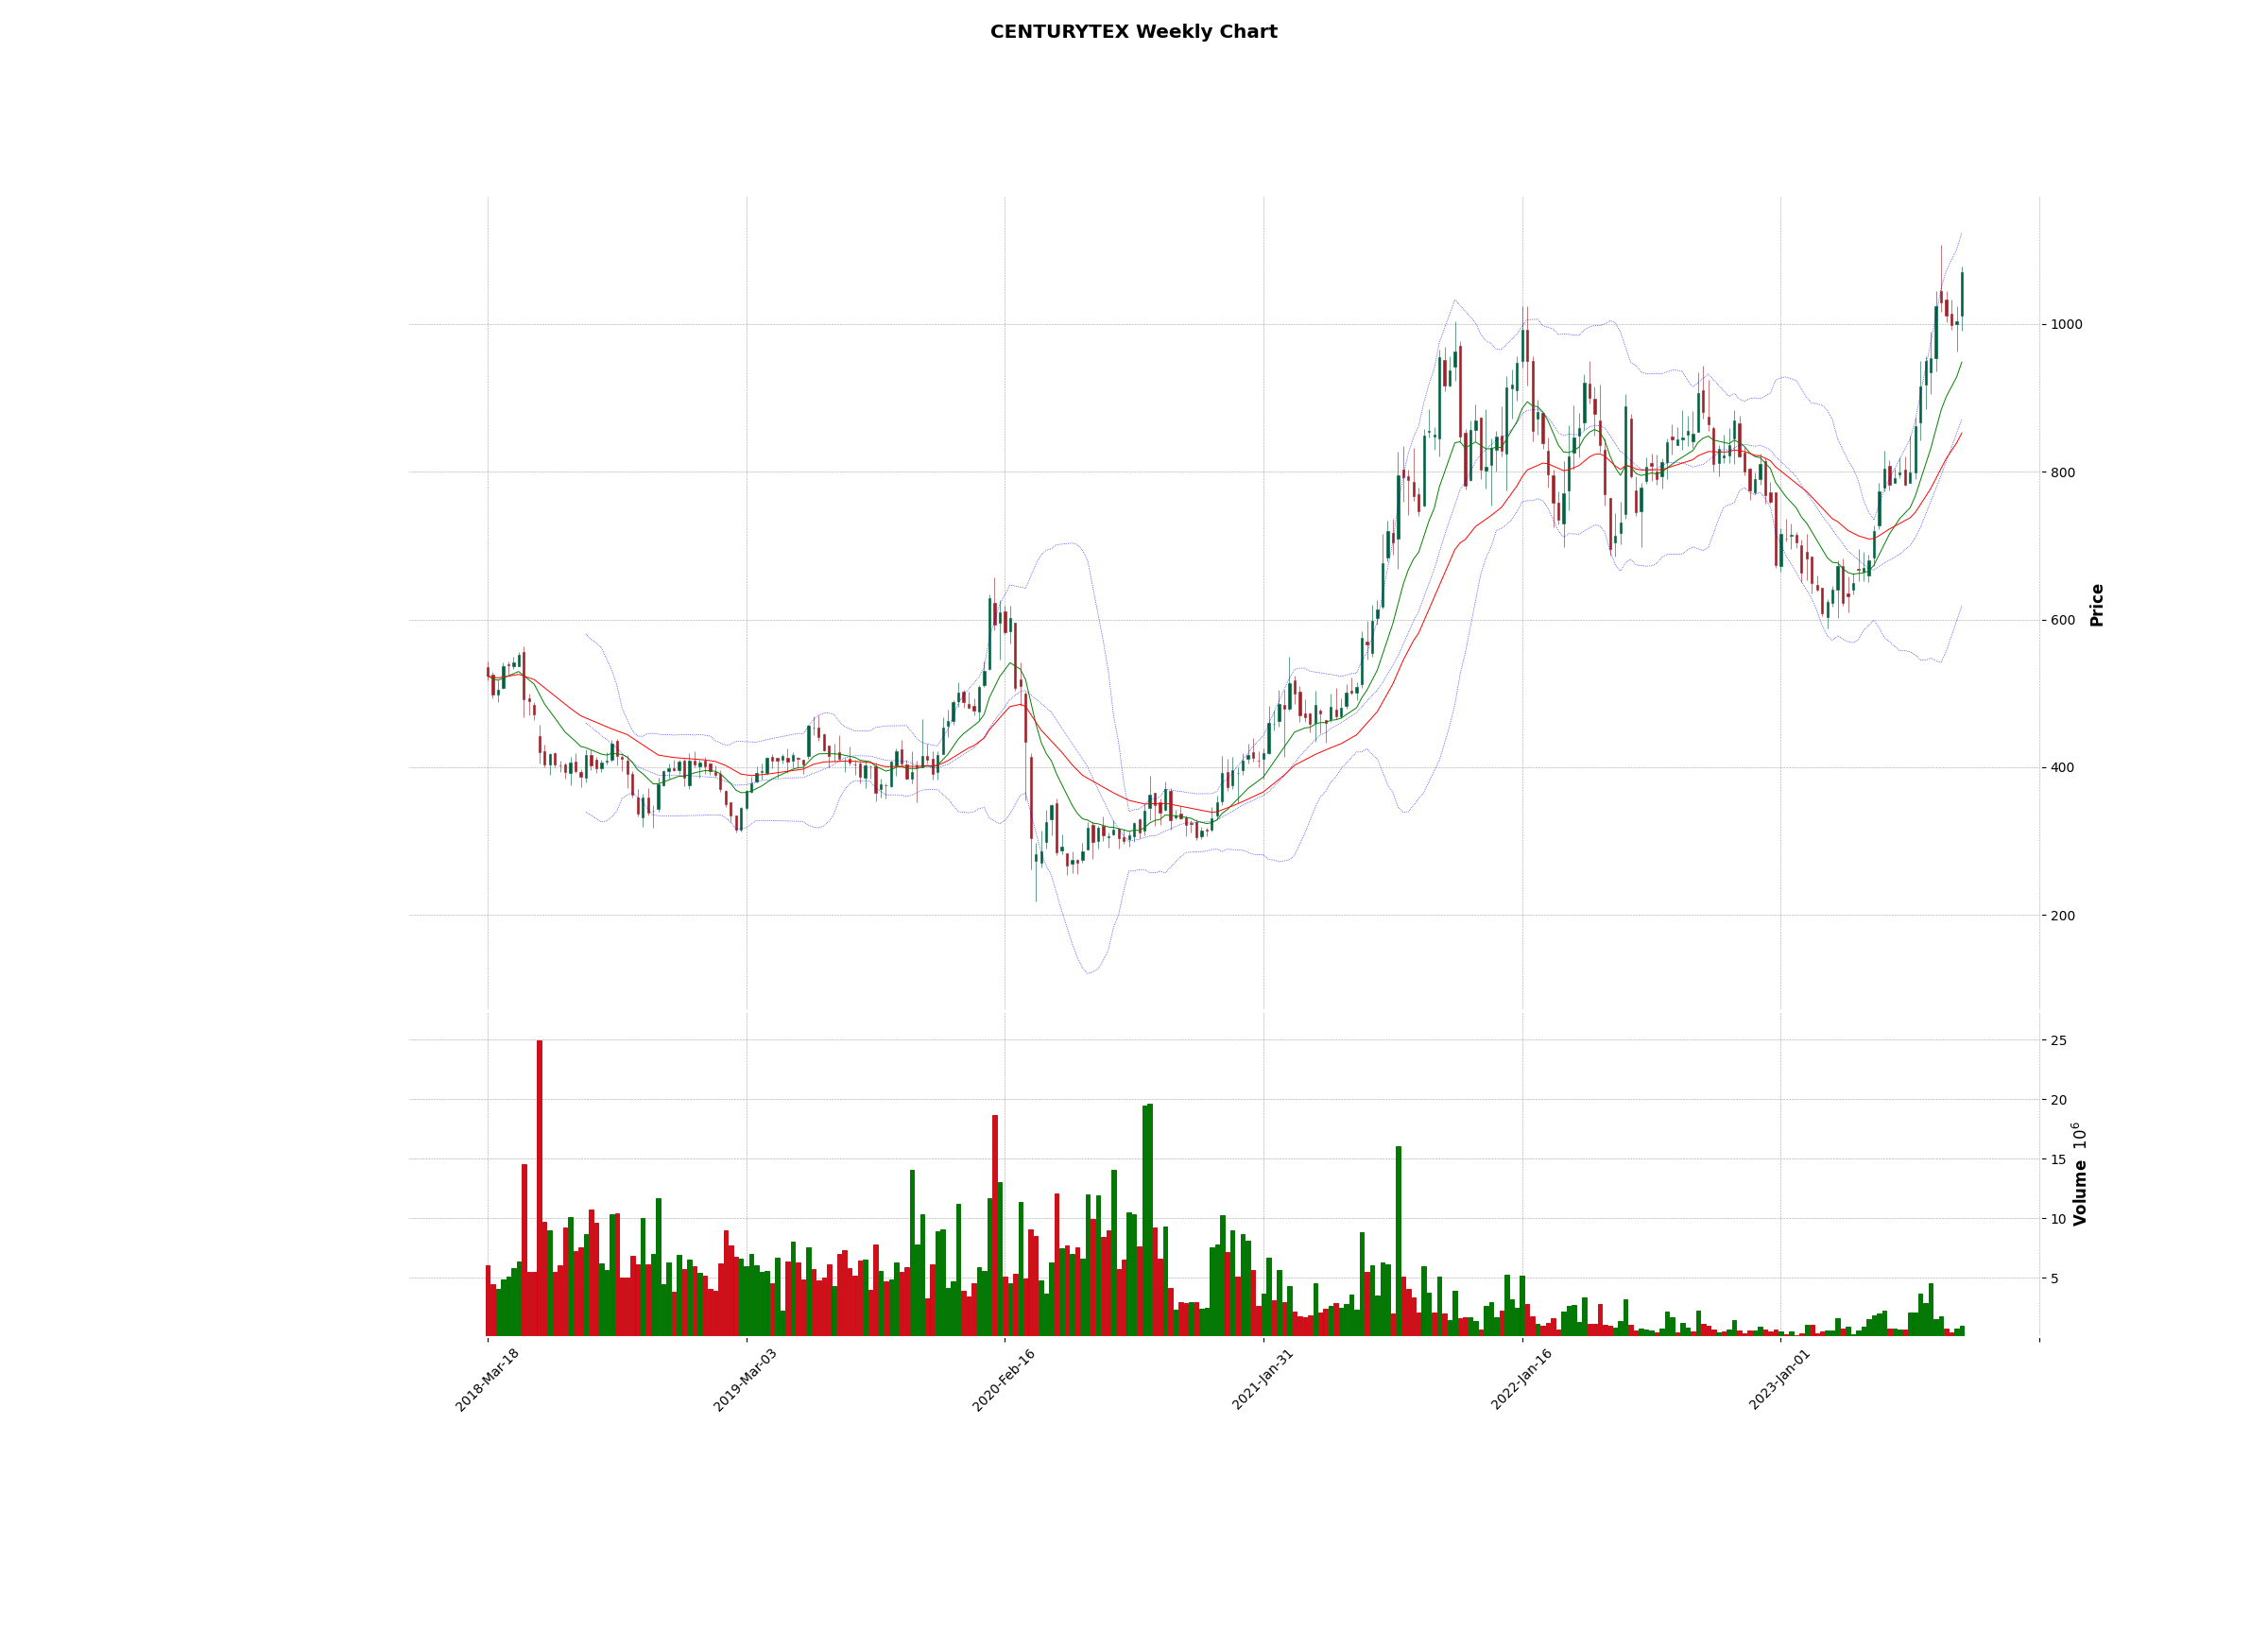 CENTURYTEX Weekly Chart
1000
800
600
400
200
Price
25
20
15
10
5
Volume 10^6
2018-Mar-18
2019-Mar-03
2020-Feb-16
2021-Jan-31
2022-Jan-16
2023-Jan-01